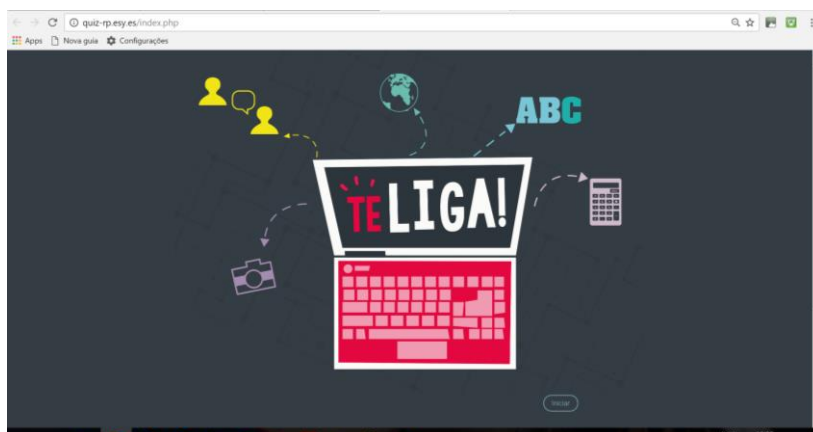 quiz-rp.esy.es/index.php
Apps Nova guia Configurações
ABC
TE LIGA!
INICIAR